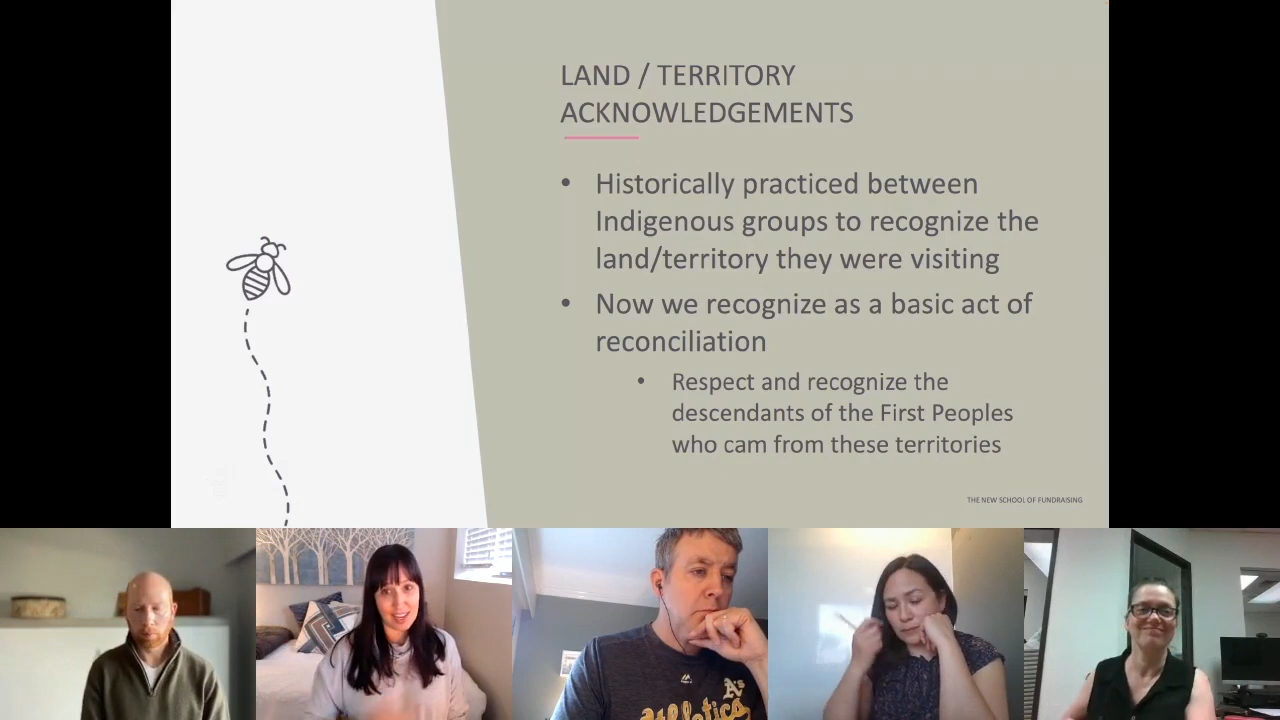 LAND / TERRITORY
ACKNOWLEDGEMENTS
• Historically practiced between
Indigenous groups to recognize the
land/territory they were visiting
• Now we recognize as a basic act of
reconciliation
• Respect and recognize the
descendants of the First Peoples
who cam from these territories
THE NEW SCHOOL OF FUNDRAISING
A's
Athletics